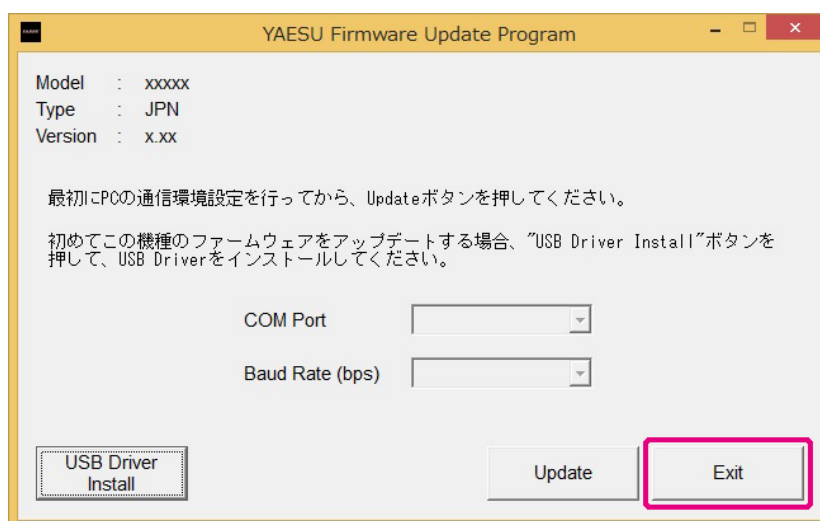 YAESU Firmware Update Program
Model : xxxxx
Type : JPN
Version : x.xx
最初にPCの通信環境設定を行ってから、Updateボタンを押してください。
初めてこの機種のファームウェアをアップデートする場合、"USB Driver Install"ボタンを
押して、USB Driverをインストールしてください。
COM Port
Baud Rate (bps)
USB Driver
Install
Update
Exit